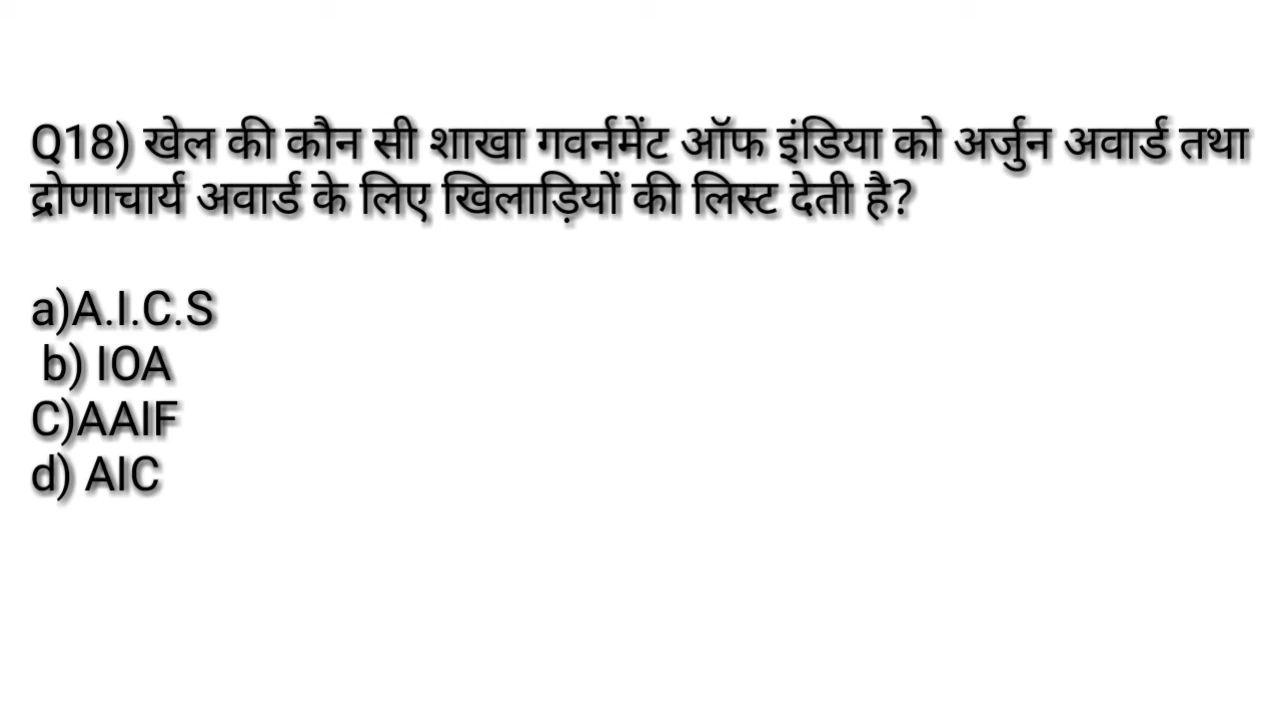 Q18) खेल की कौन सी शाखा गवर्नमेंट ऑफ इंडिया को अर्जुन अवार्ड तथा
द्रोणाचार्य अवार्ड के लिए खिलाड़ियों की लिस्ट देती है?
a)A.I.C.S
b) IOA
C)AAIF
d) AIC